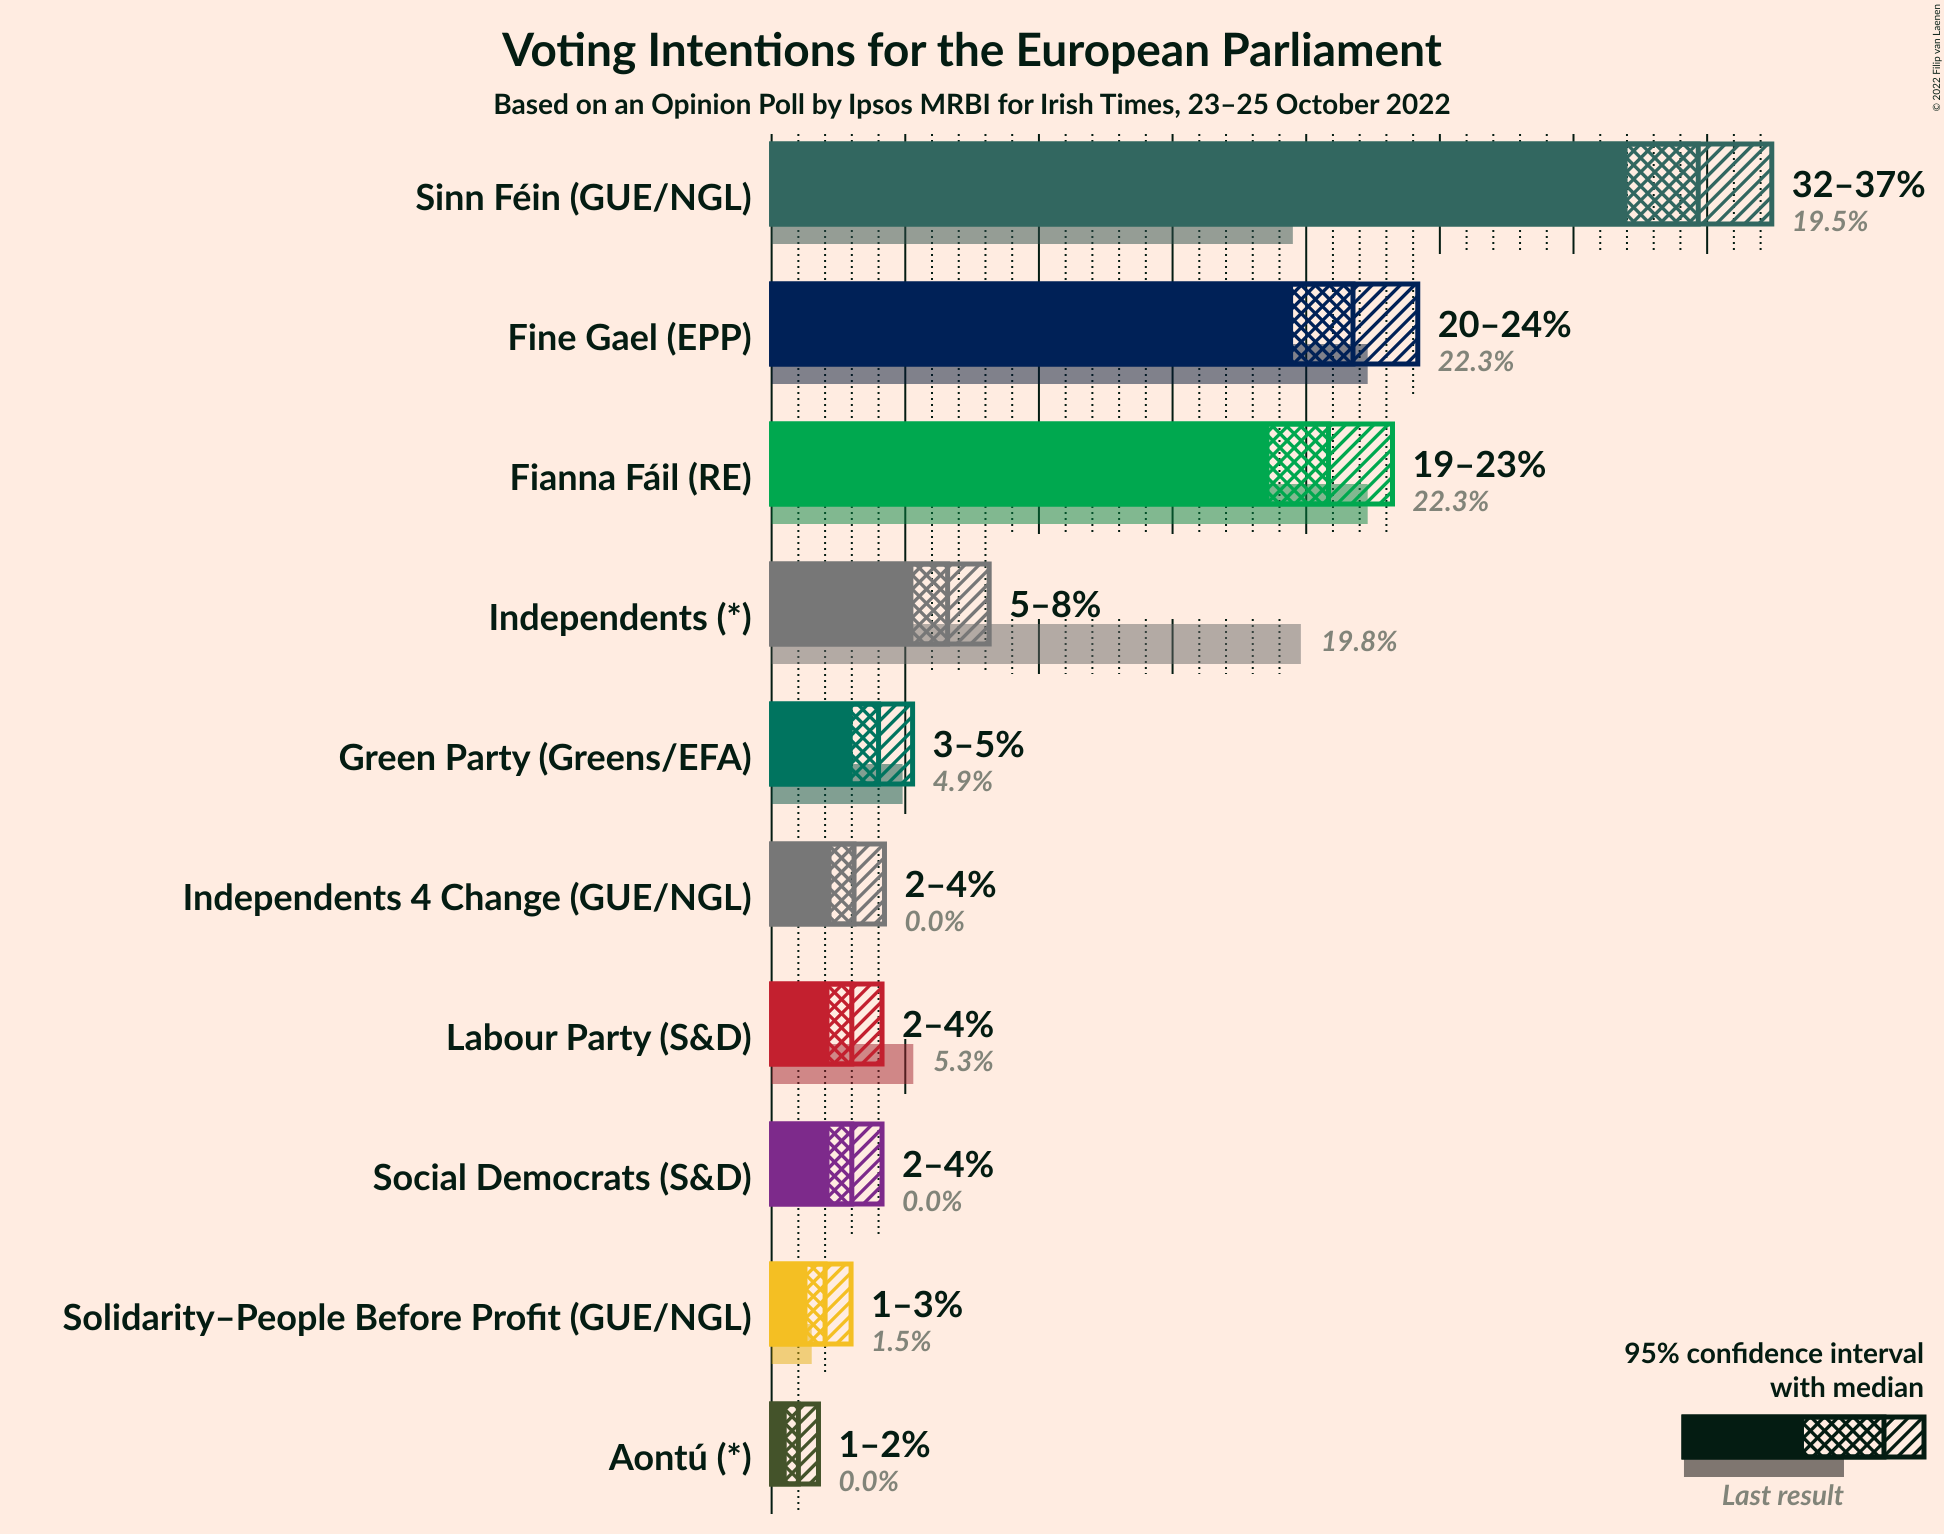 Voting Intentions for the European Parliament
Based on an Opinion Poll by Ipsos MRBI for Irish Times, 23–25 October 2022
© 2022 Filip van Laenen
Sinn Féin (GUE/NGL)
32–37%
19.5%
Fine Gael (EPP)
20–24%
22.3%
Fianna Fáil (RE)
19–23%
22.3%
Independents (*)
5–8%
19.8%
Green Party (Greens/EFA)
3–5%
4.9%
Independents 4 Change (GUE/NGL)
2–4%
0.0%
Labour Party (S&D)
2–4%
5.3%
Social Democrats (S&D)
2–4%
0.0%
Solidarity–People Before Profit (GUE/NGL)
1–3%
1.5%
Aontú (*)
1–2%
0.0%
95% confidence interval
with median
Last result